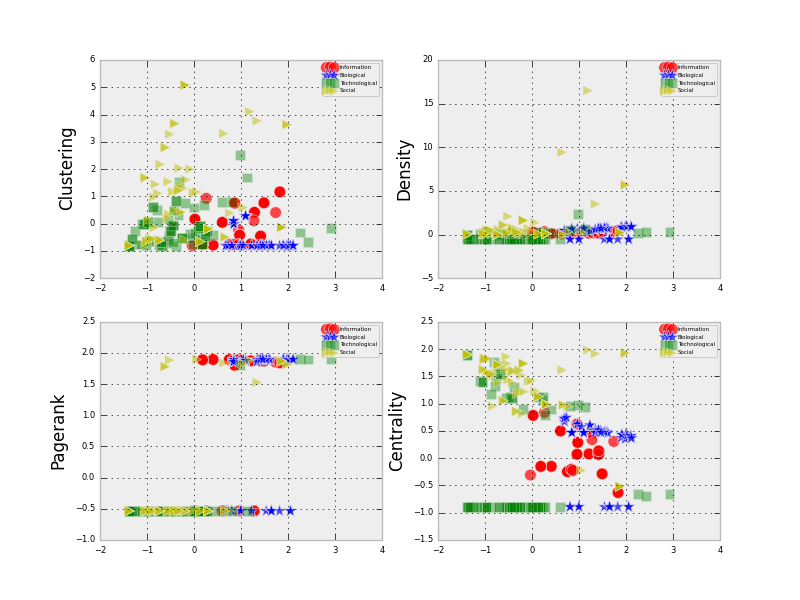 Clustering
6
5
4
3
2
1
0
−1
−2
−2 −1 0 1 2 3 4
Information
Biological
Technological
Social
Density
20
15
10
5
0
−5
−2 −1 0 1 2 3 4
Information
Biological
Technological
Social
Pagerank
2.5
2.0
1.5
1.0
0.5
0.0
−0.5
−1.0
−2 −1 0 1 2 3 4
Information
Biological
Technological
Social
Centrality
2.5
2.0
1.5
1.0
0.5
0.0
−0.5
−1.0
−1.5
−2 −1 0 1 2 3 4
Information
Biological
Technological
Social